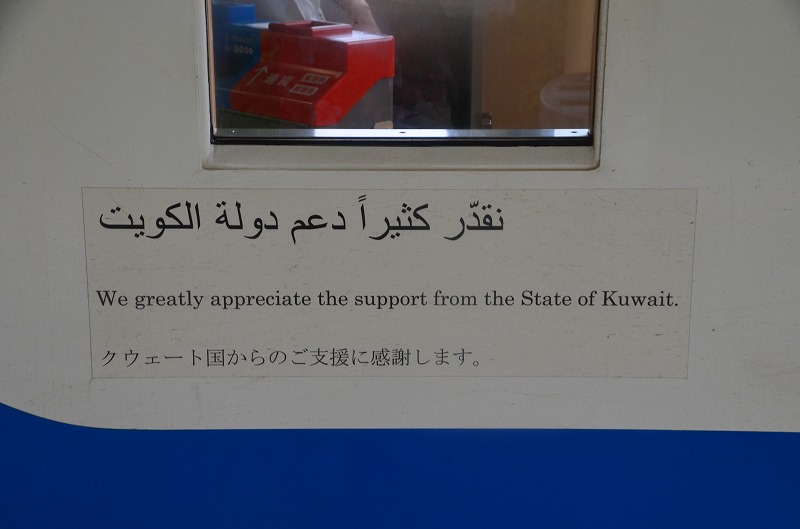 نقدّر كثيراً دعم دولة الكويت
We greatly appreciate the support from the State of Kuwait.
クウェート国からのご支援に感謝します。